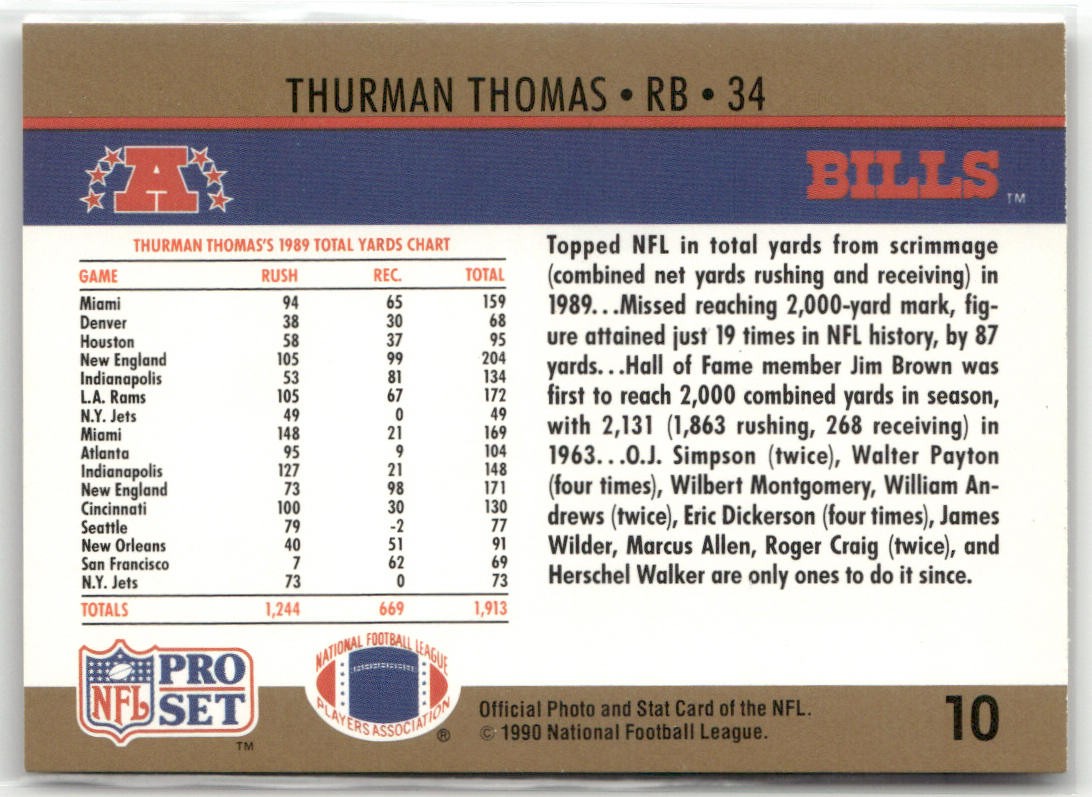 THURMAN THOMAS • RB • 34
A
BILLS TM
THURMAN THOMAS'S 1989 TOTAL YARDS CHART
GAME RUSH REC. TOTAL
Miami 94 65 159
Denver 38 30 68
Houston 58 37 95
New England 105 99 204
Indianapolis 53 81 134
L.A. Rams 105 67 172
N.Y. Jets 49 0 49
Miami 148 21 169
Atlanta 95 9 104
Indianapolis 127 21 148
New England 73 98 171
Cincinnati 100 30 130
Seattle 79 -2 77
New Orleans 40 51 91
San Francisco 7 62 69
N.Y. Jets 73 0 73
TOTALS 1,244 669 1,913
Topped NFL in total yards from scrimmage
(combined net yards rushing and receiving) in
1989...Missed reaching 2,000-yard mark, fig-
ure attained just 19 times in NFL history, by 87
yards...Hall of Fame member Jim Brown was
first to reach 2,000 combined yards in season,
with 2,131 (1,863 rushing, 268 receiving) in
1963...O.J. Simpson (twice), Walter Payton
(four times), Wilbert Montgomery, William An-
drews (twice), Eric Dickerson (four times), James
Wilder, Marcus Allen, Roger Craig (twice), and
Herschel Walker are only ones to do it since.
NFL PRO SET TM
NATIONAL FOOTBALL LEAGUE
PLAYERS ASSOCIATION ®
Official Photo and Stat Card of the NFL.
© 1990 National Football League.
10